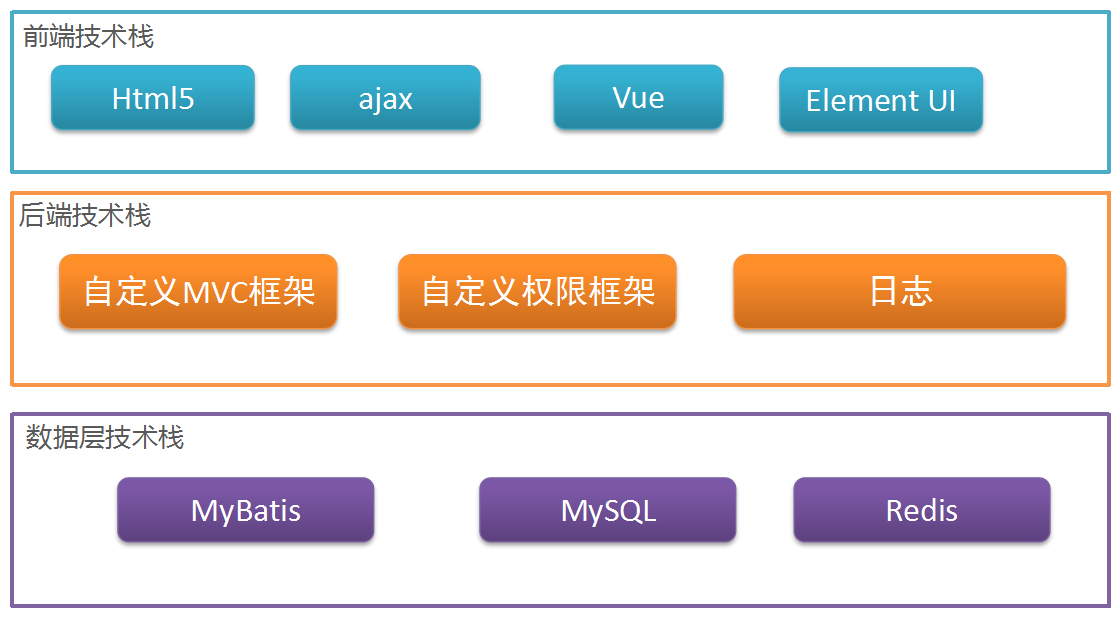 前端技术栈
Html5
ajax
Vue
Element UI
后端技术栈
自定义MVC框架
自定义权限框架
日志
数据层技术栈
MyBatis
MySQL
Redis